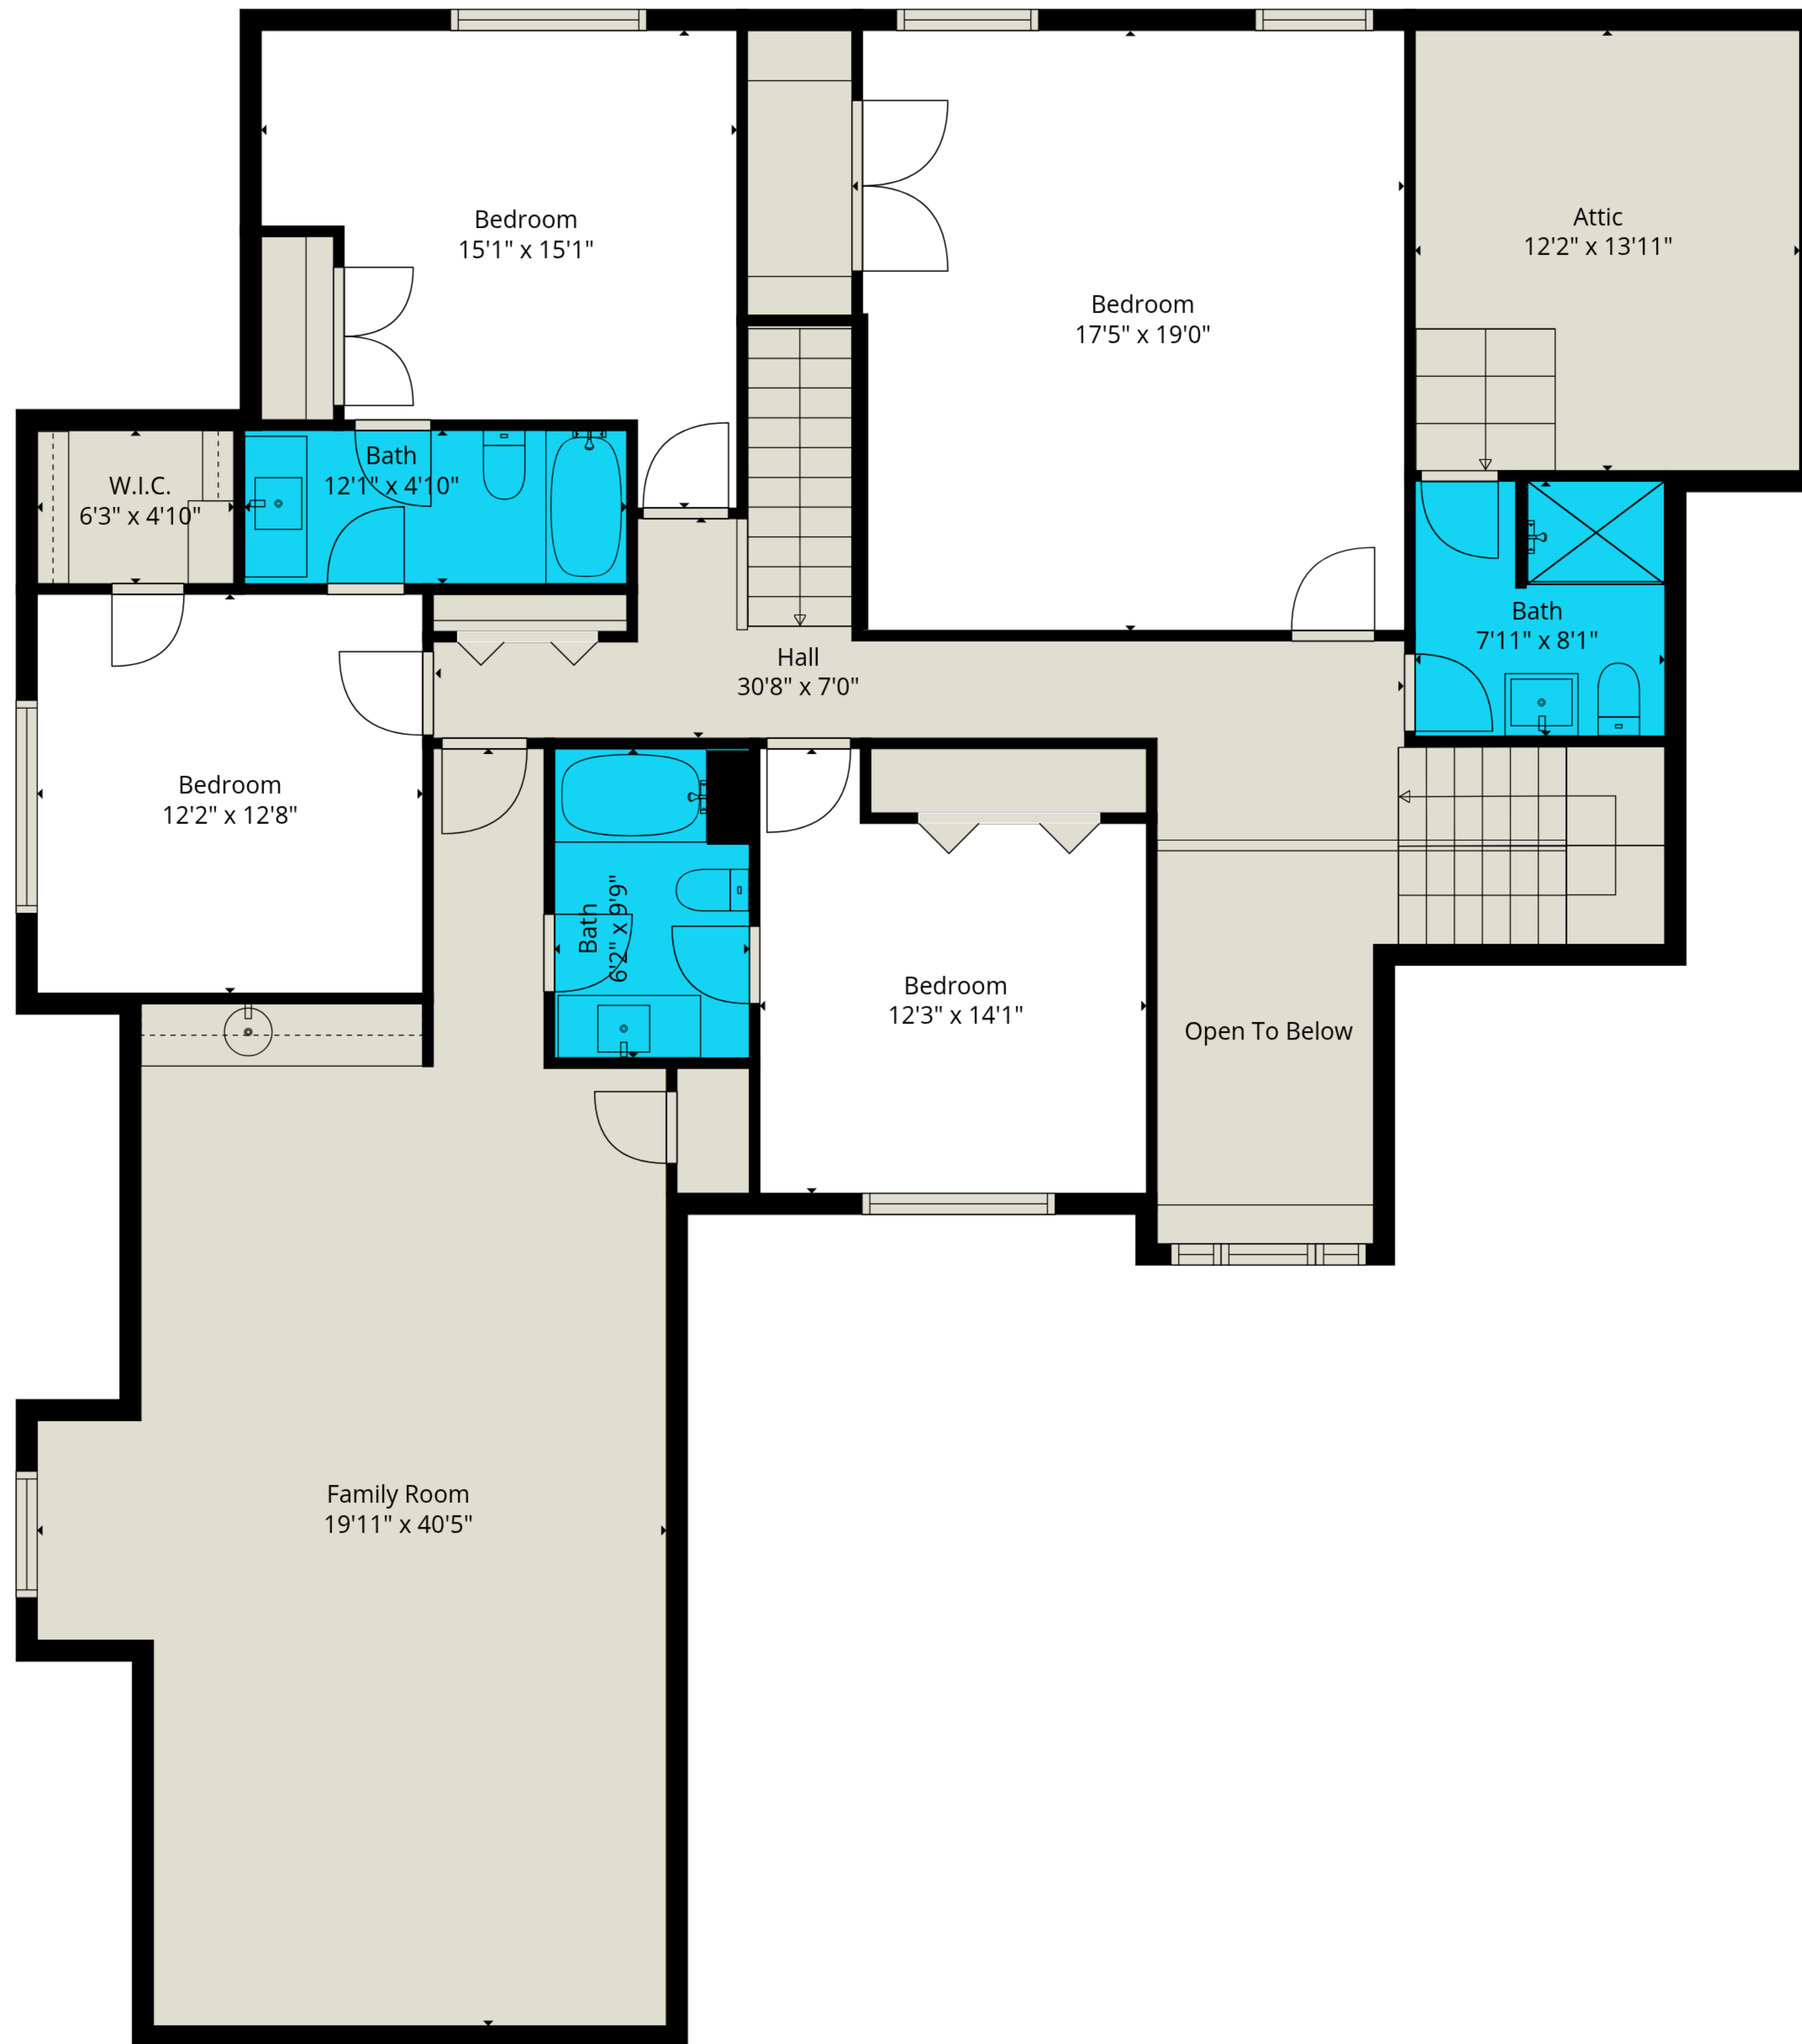 Bedroom
15'1" x 15'1"
Attic
12'2" x 13'11"
Bedroom
17'5" x 19'0"
Bath
12'1" x 4'10"
W.I.C.
6'3" x 4'10"
Bath
7'11" x 8'1"
Hall
30'8" x 7'0"
Bedroom
12'2" x 12'8"
Bath
6'2" x 9'9"
Bedroom
12'3" x 14'1"
Open To Below
Family Room
19'11" x 40'5"